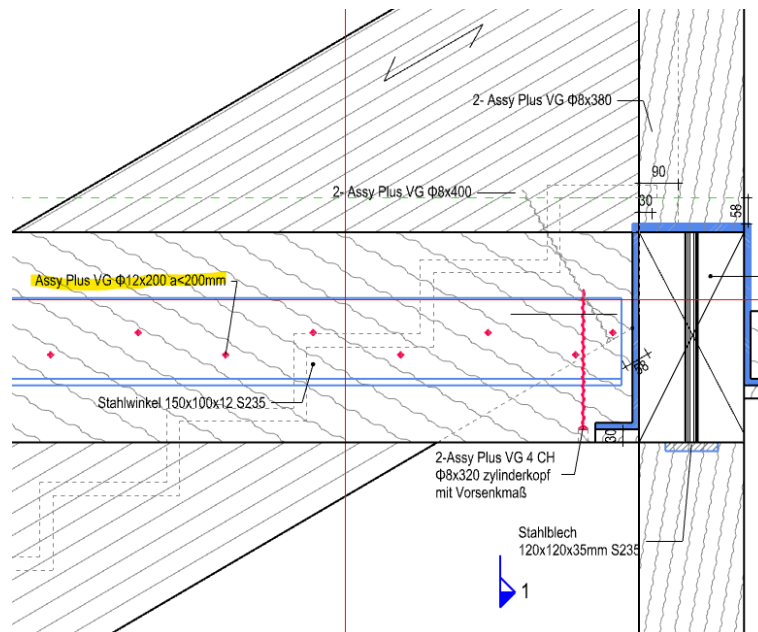 2- Assy Plus VG Φ8x380
90
2- Assy Plus VG Φ8x400
30
58
Assy Plus VG Φ12x200 a<200mm
58
Stahlwinkel 150x100x12 S235
30
2-Assy Plus VG 4 CH
Φ8x320 zylinderkopf
mit Vorsenkmaß
Stahlblech
120x120x35mm S235
1